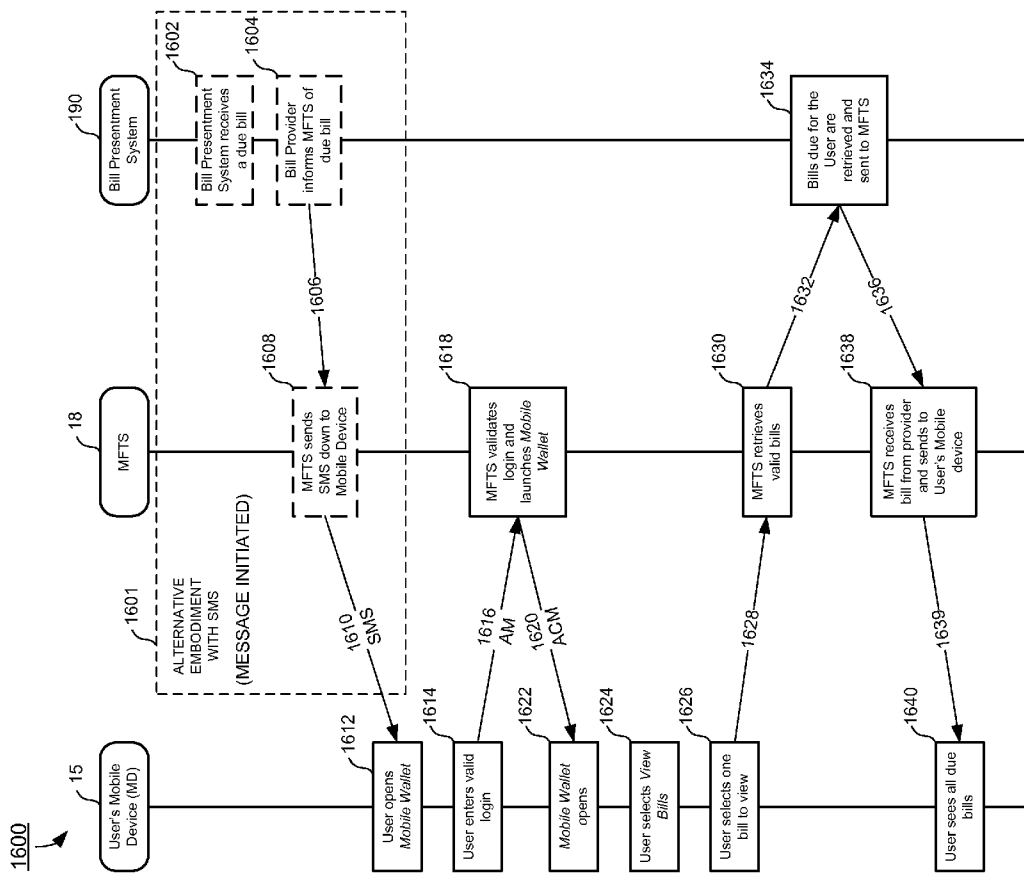 1600
15
User's Mobile
Device (MD)
18
MFTS
190
Bill Presentment
System
1601
ALTERNATIVE
EMBODIMENT
WITH SMS
(MESSAGE INITIATED)
1602
Bill Presentment
System receives
a due bill
1604
Bill Provider
informs MFTS of
due bill
1606
1608
MFTS sends
SMS down to
Mobile Device
1610
SMS
1612
User opens
Mobile Wallet
1614
User enters valid
login
1616
AM
1618
MFTS validates
login and
launches Mobile
Wallet
1620
ACM
1622
Mobile Wallet
opens
1624
User selects View
Bills
1626
User selects one
bill to view
1628
1630
MFTS retrieves
valid bills
1632
1634
Bills due for the
User are
retrieved and
sent to MFTS
1636
1638
MFTS receives
bill from provider
and sends to
User's Mobile
device
1639
1640
User sees all due
bills